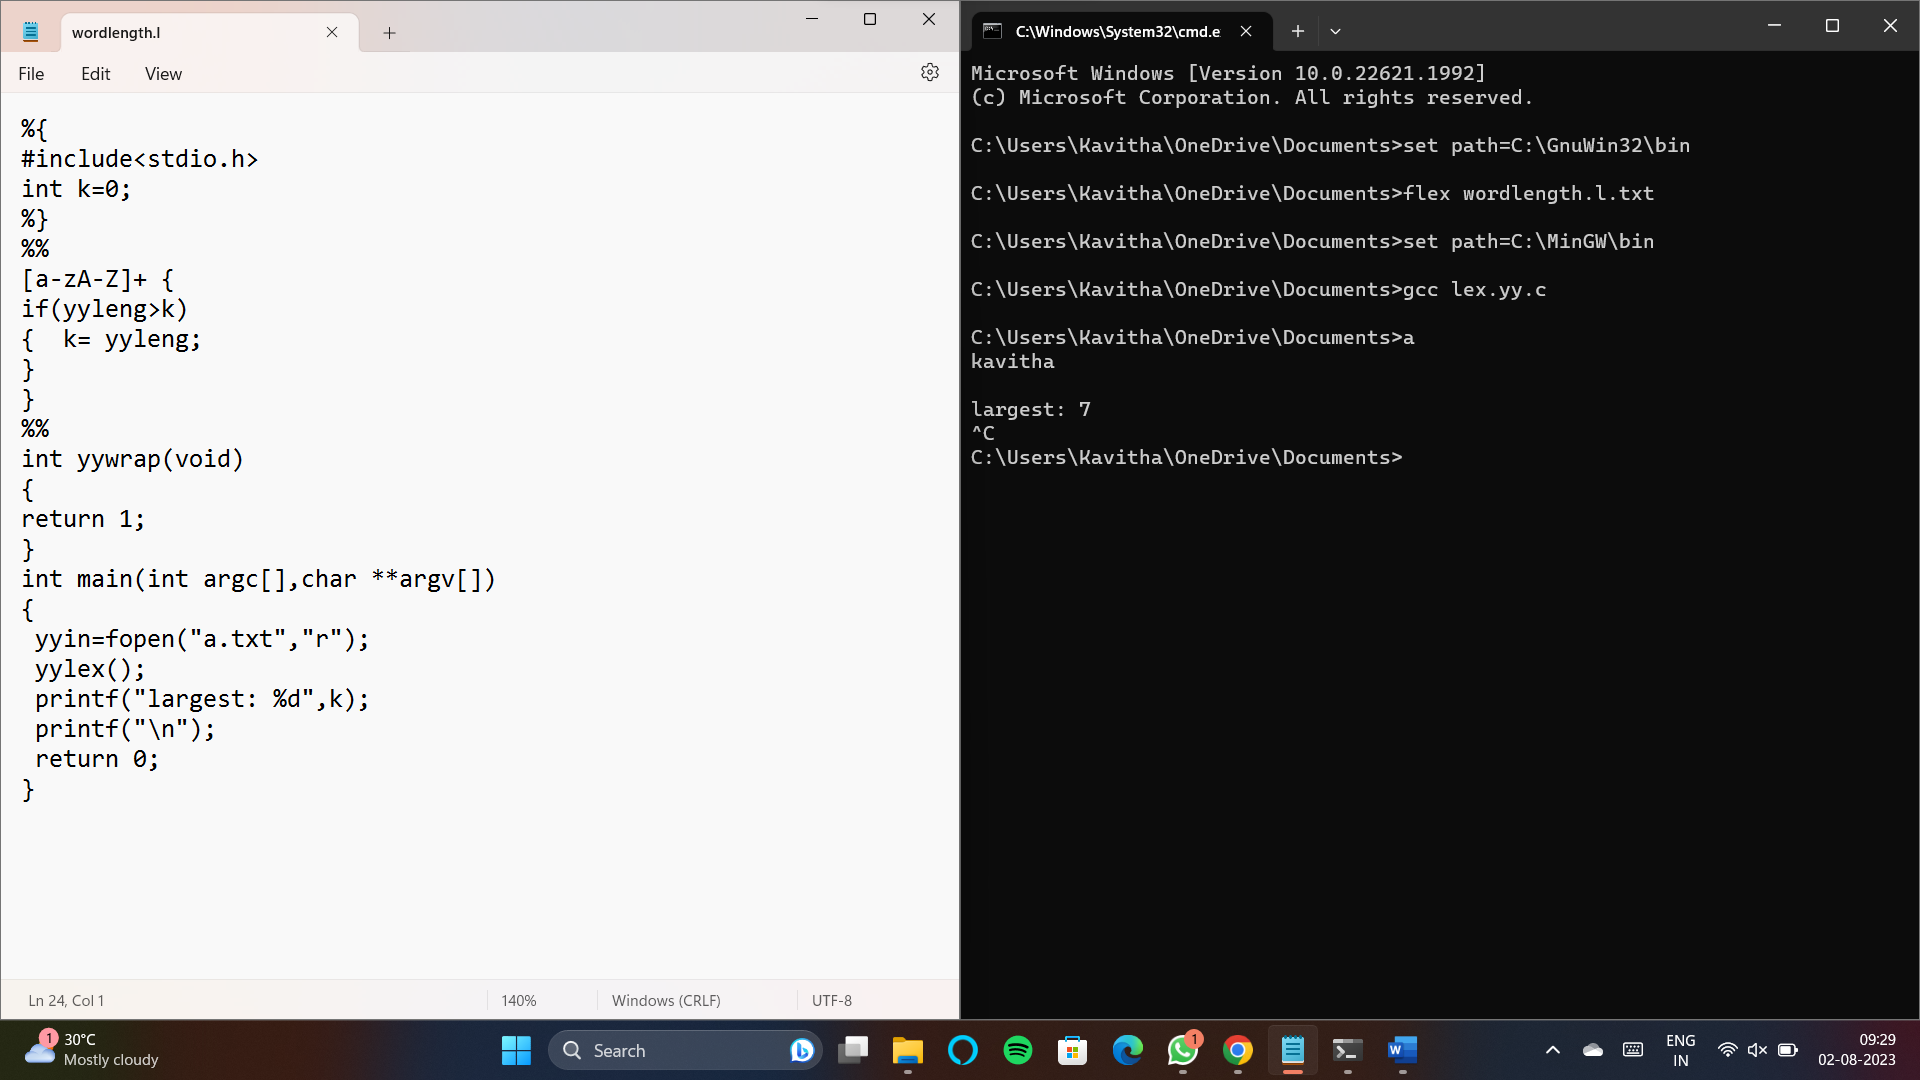 wordlength.l
File Edit View
%{
#include<stdio.h>
int k=0;
%}
%%
[a-zA-Z]+ {
if(yyleng>k)
{  k= yyleng;
}
}
%%
int yywrap(void)
{
return 1;
}
int main(int argc[],char **argv[])
{
 yyin=fopen("a.txt","r");
 yylex();
 printf("largest: %d",k);
 printf("\n");
 return 0;
}
Ln 24, Col 1 140% Windows (CRLF) UTF-8
C:\Windows\System32\cmd.e
Microsoft Windows [Version 10.0.22621.1992]
(c) Microsoft Corporation. All rights reserved.
C:\Users\Kavitha\OneDrive\Documents>set path=C:\GnuWin32\bin
C:\Users\Kavitha\OneDrive\Documents>flex wordlength.l.txt
C:\Users\Kavitha\OneDrive\Documents>set path=C:\MinGW\bin
C:\Users\Kavitha\OneDrive\Documents>gcc lex.yy.c
C:\Users\Kavitha\OneDrive\Documents>a
kavitha
largest: 7
^C
C:\Users\Kavitha\OneDrive\Documents>
1 30°C
Mostly cloudy
Search
1
ENG
IN
09:29
02-08-2023